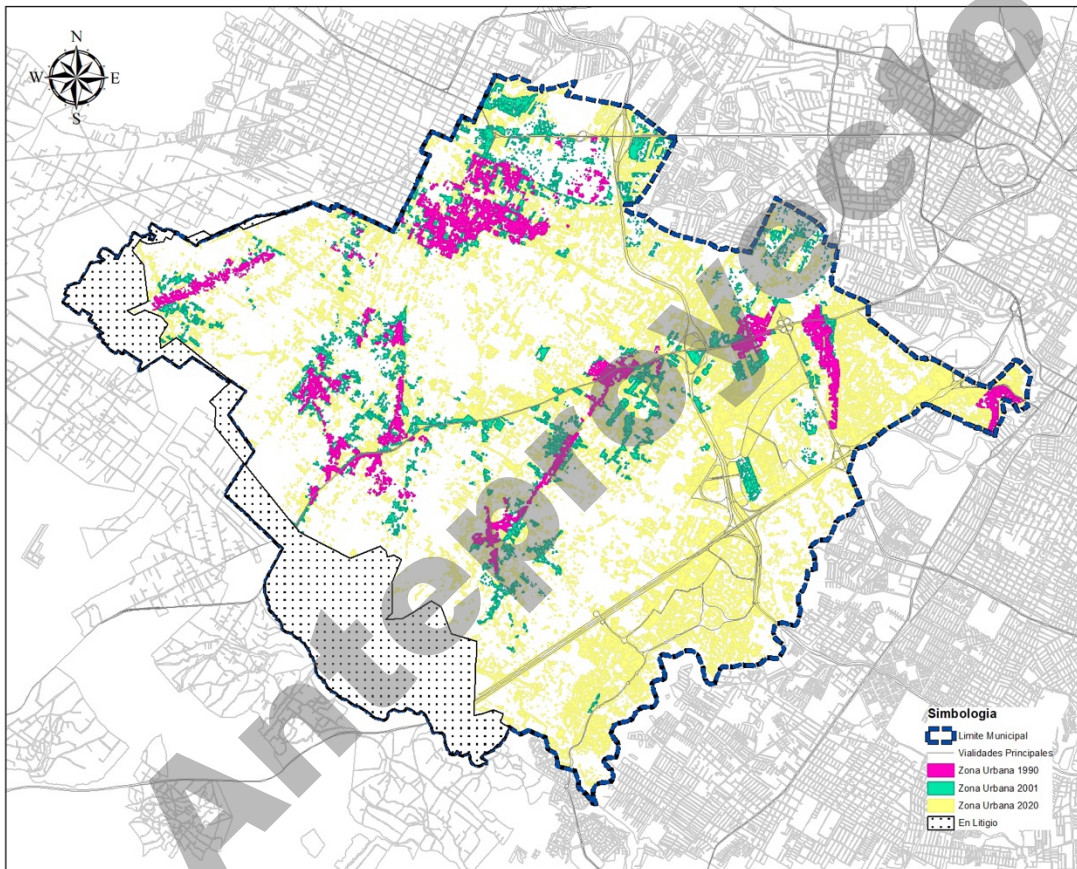 N
W E
S
Anteproyecto
Simbologia
Limite Municipal
Vialidades Principales
Zona Urbana 1990
Zona Urbana 2001
Zona Urbana 2020
En Litigio